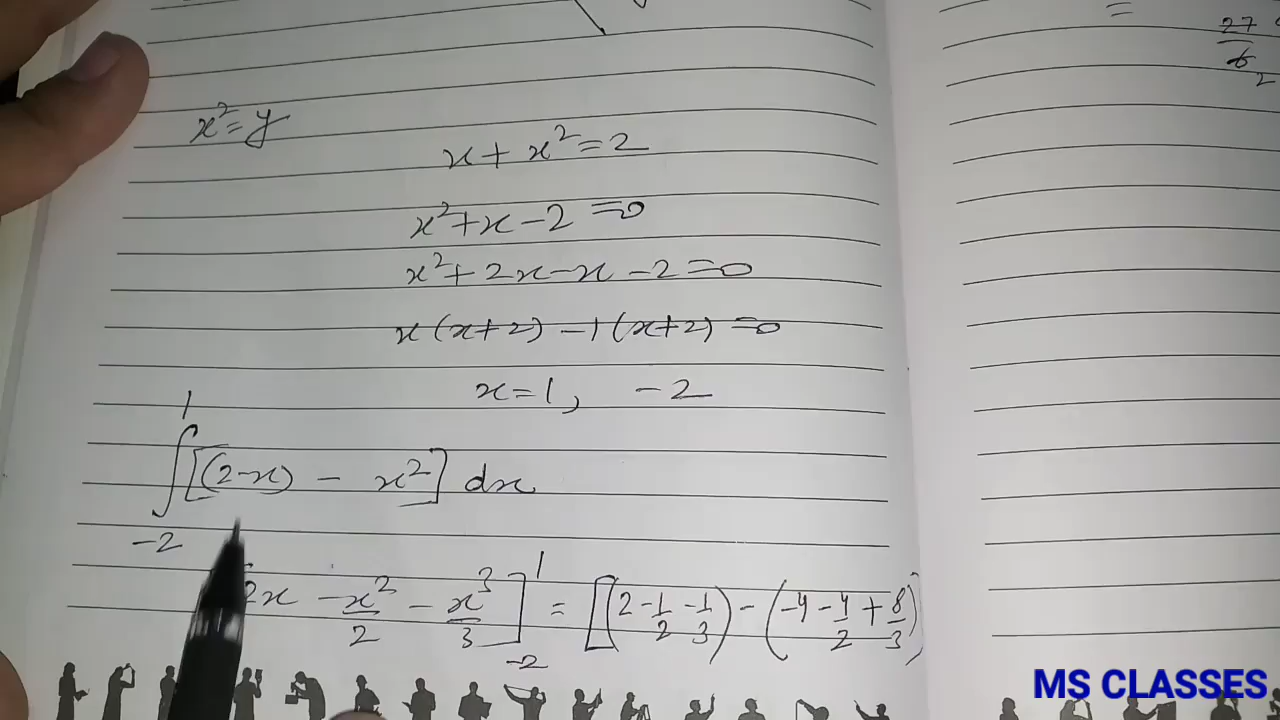 x² = y
x + x² = 2
x² + x - 2 = 0
x² + 2x - x - 2 = 0
x(x+2) - 1(x+2) = 0
x = 1, -2
∫₋₂¹ [(2-x) - x²] dx
2x - x²/2 - x³/3]₋₂¹ = [(2 - 1/2 - 1/3) - (-4 - 4/2 + 8/3)
=
27
6
2
MS CLASSES